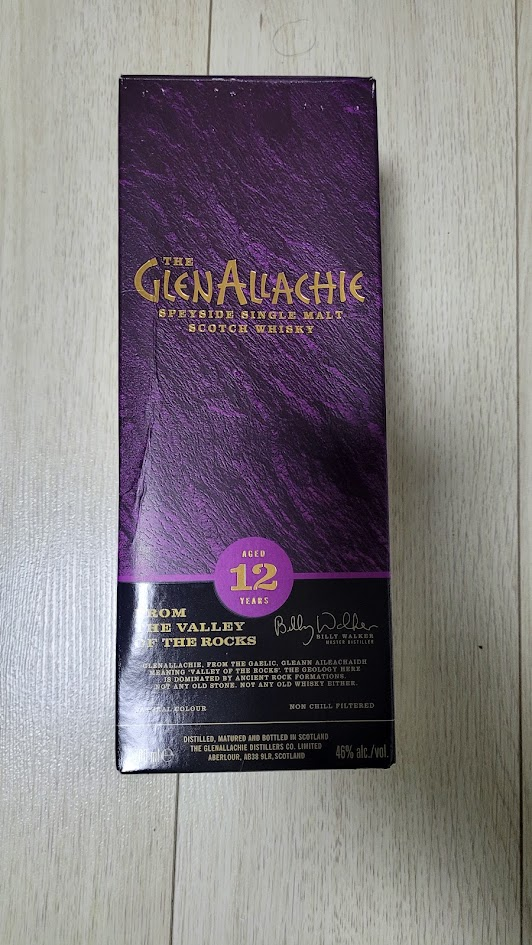 THE
GLENALLACHIE
SPEYSIDE SINGLE MALT
SCOTCH WHISKY
AGED
12
YEARS
THE VALLEY
OF THE ROCKS
Billy Walker
BILLY WALKER
MASTER DISTILLER
GLENALLACHIE, FROM THE GAELIC, GLEANN AILEACHAIDH
MEANING 'VALLEY OF THE ROCKS'. THE GEOLOGY HERE
IS DOMINATED BY ANCIENT ROCK FORMATIONS.
NOT ANY OLD STONE. NOT ANY OLD WHISKY EITHER.
COLOUR
NON CHILL FILTERED
DISTILLED, MATURED AND BOTTLED IN SCOTLAND
THE GLENALLACHIE DISTILLERS CO. LIMITED
ABERLOUR, AB38 9LR, SCOTLAND
46% alc./vol.